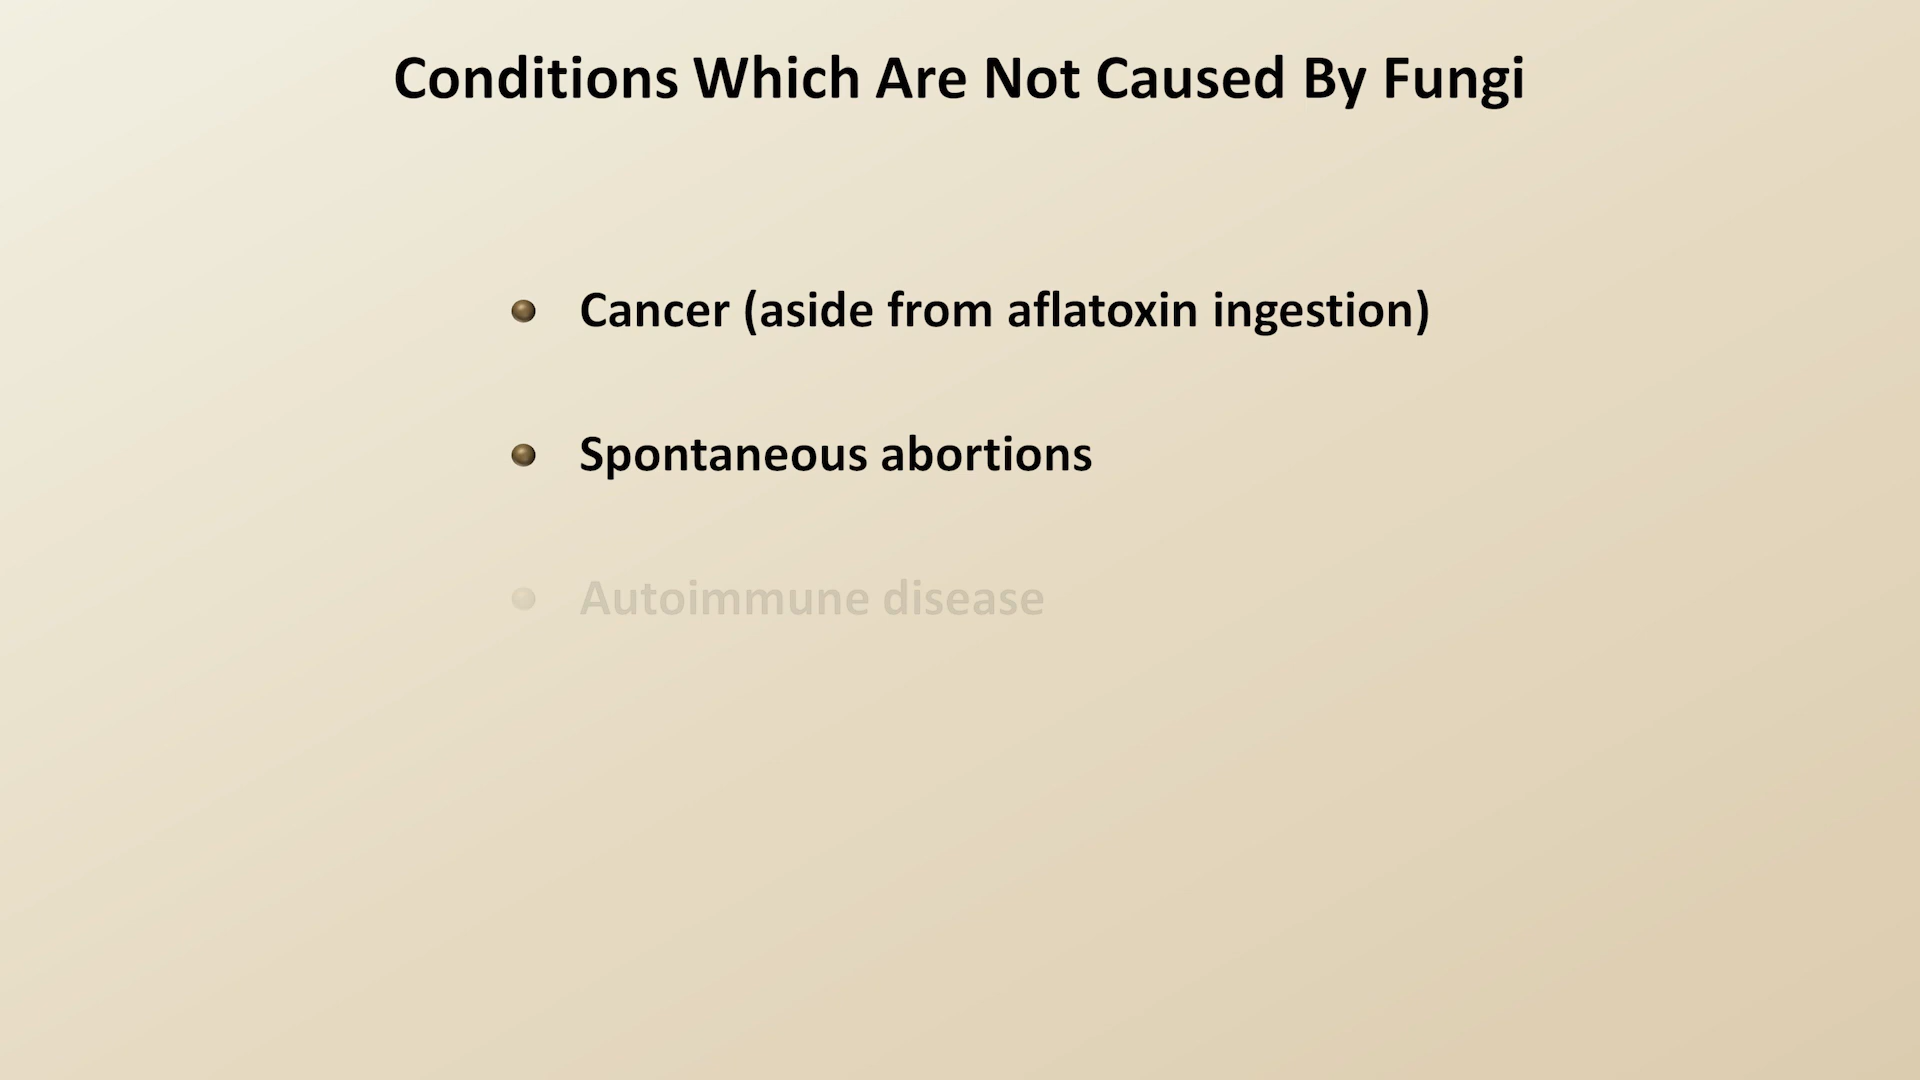 Conditions Which Are Not Caused By Fungi
Cancer (aside from aflatoxin ingestion)
Spontaneous abortions
Autoimmune disease